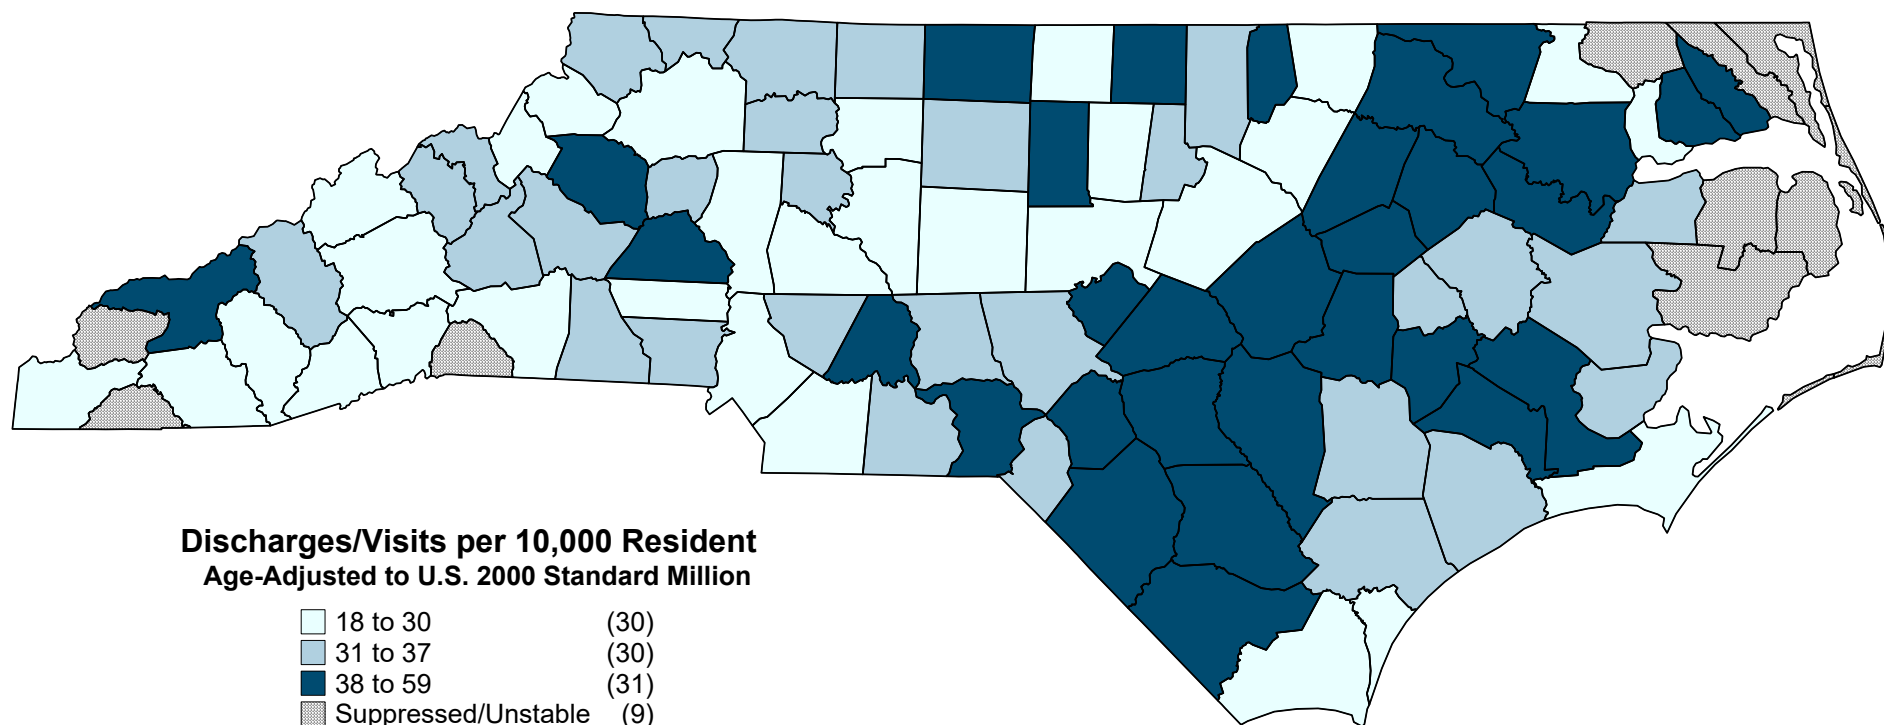 Discharges/Visits per 10,000 Resident
Age-Adjusted to U.S. 2000 Standard Million
18 to 30 (30)
31 to 37 (30)
38 to 59 (31)
Suppressed/Unstable (9)